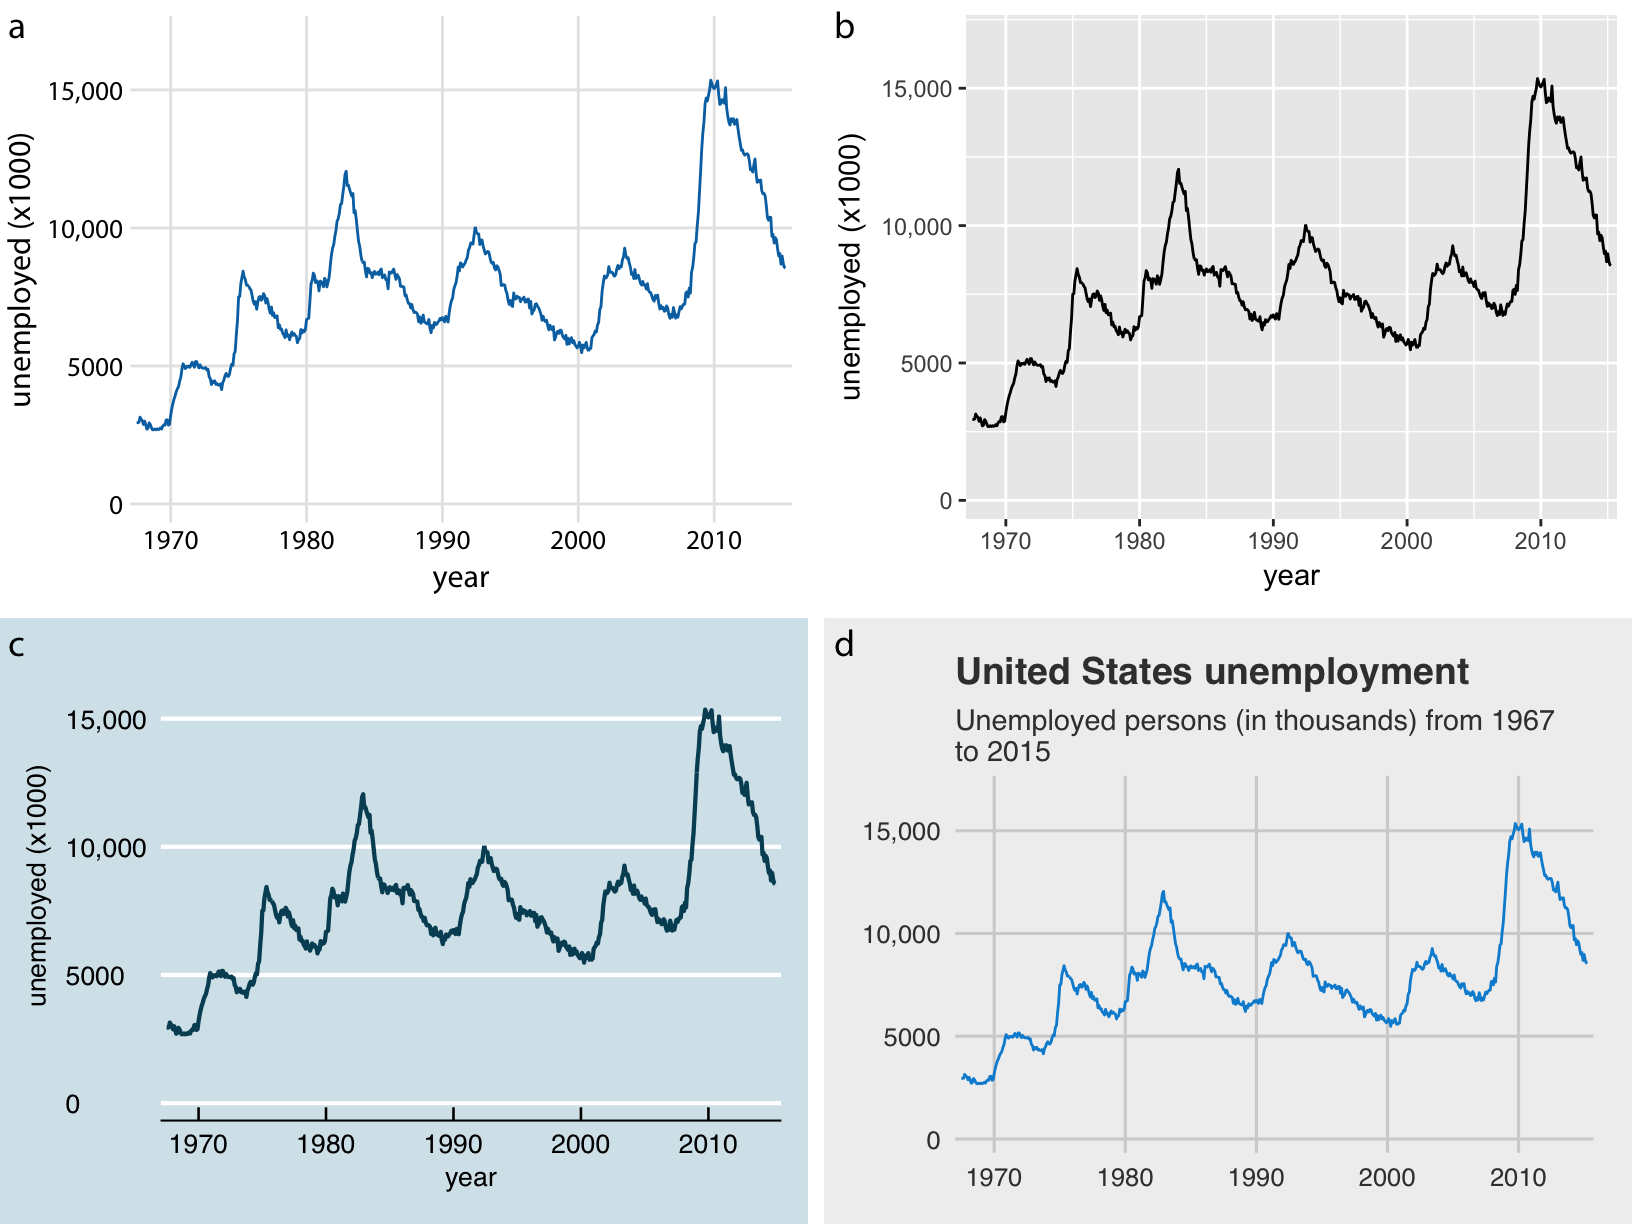 a
15,000
10,000
5000
0
unemployed (x1000)
1970 1980 1990 2000 2010
year
b
15,000
10,000
5000
0
unemployed (x1000)
1970 1980 1990 2000 2010
year
c
15,000
10,000
5000
0
unemployed (x1000)
1970 1980 1990 2000 2010
year
d
United States unemployment
Unemployed persons (in thousands) from 1967
to 2015
15,000
10,000
5000
0
1970 1980 1990 2000 2010